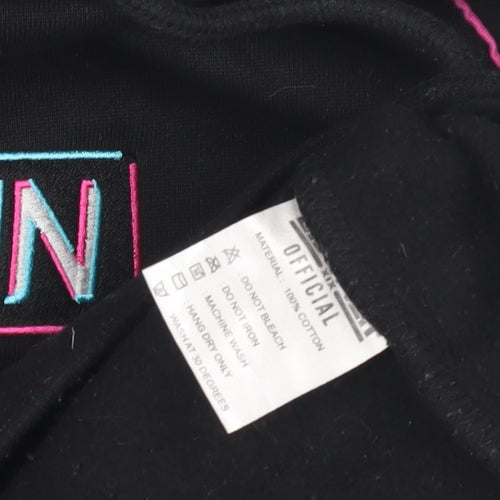 N
XIX
OFFICIAL
MATERIAL: 100% COTTON
: DO NOT BLEACH
: DO NOT IRON
: MACHINE WASH
: HANG DRY ONLY
WASH AT 30 DEGREES